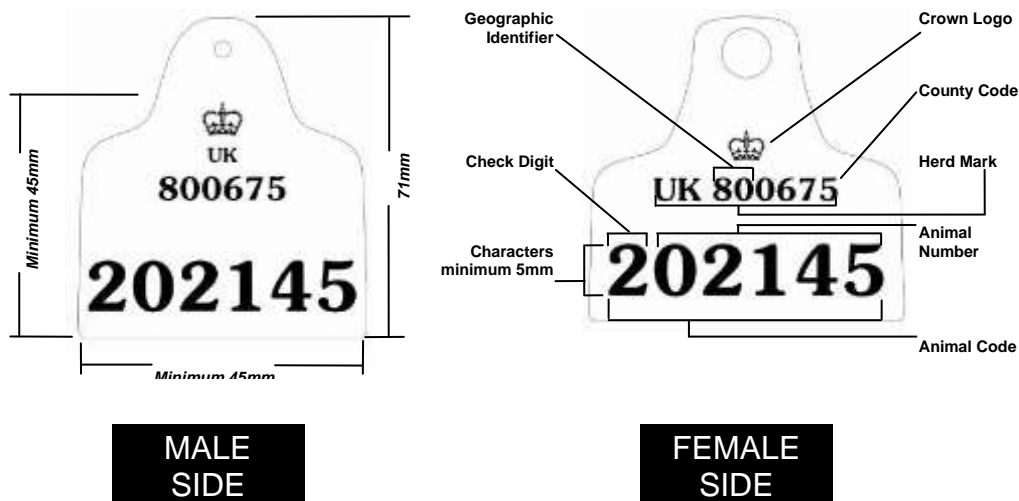 Minimum 45mm
UK
800675
202145
71mm
Minimum 45mm
MALE
SIDE
Geographic
Identifier
Crown Logo
County Code
Check Digit
Herd Mark
UK 800675
Characters
minimum 5mm
202145
Animal
Number
Animal Code
FEMALE
SIDE